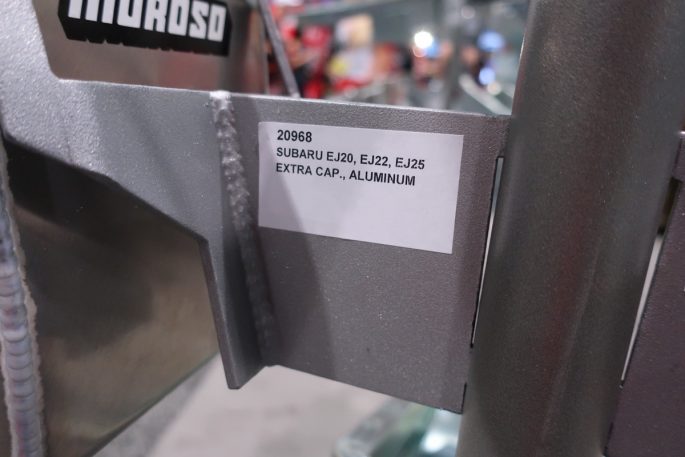 MOROSO
20968
SUBARU EJ20, EJ22, EJ25
EXTRA CAP., ALUMINUM